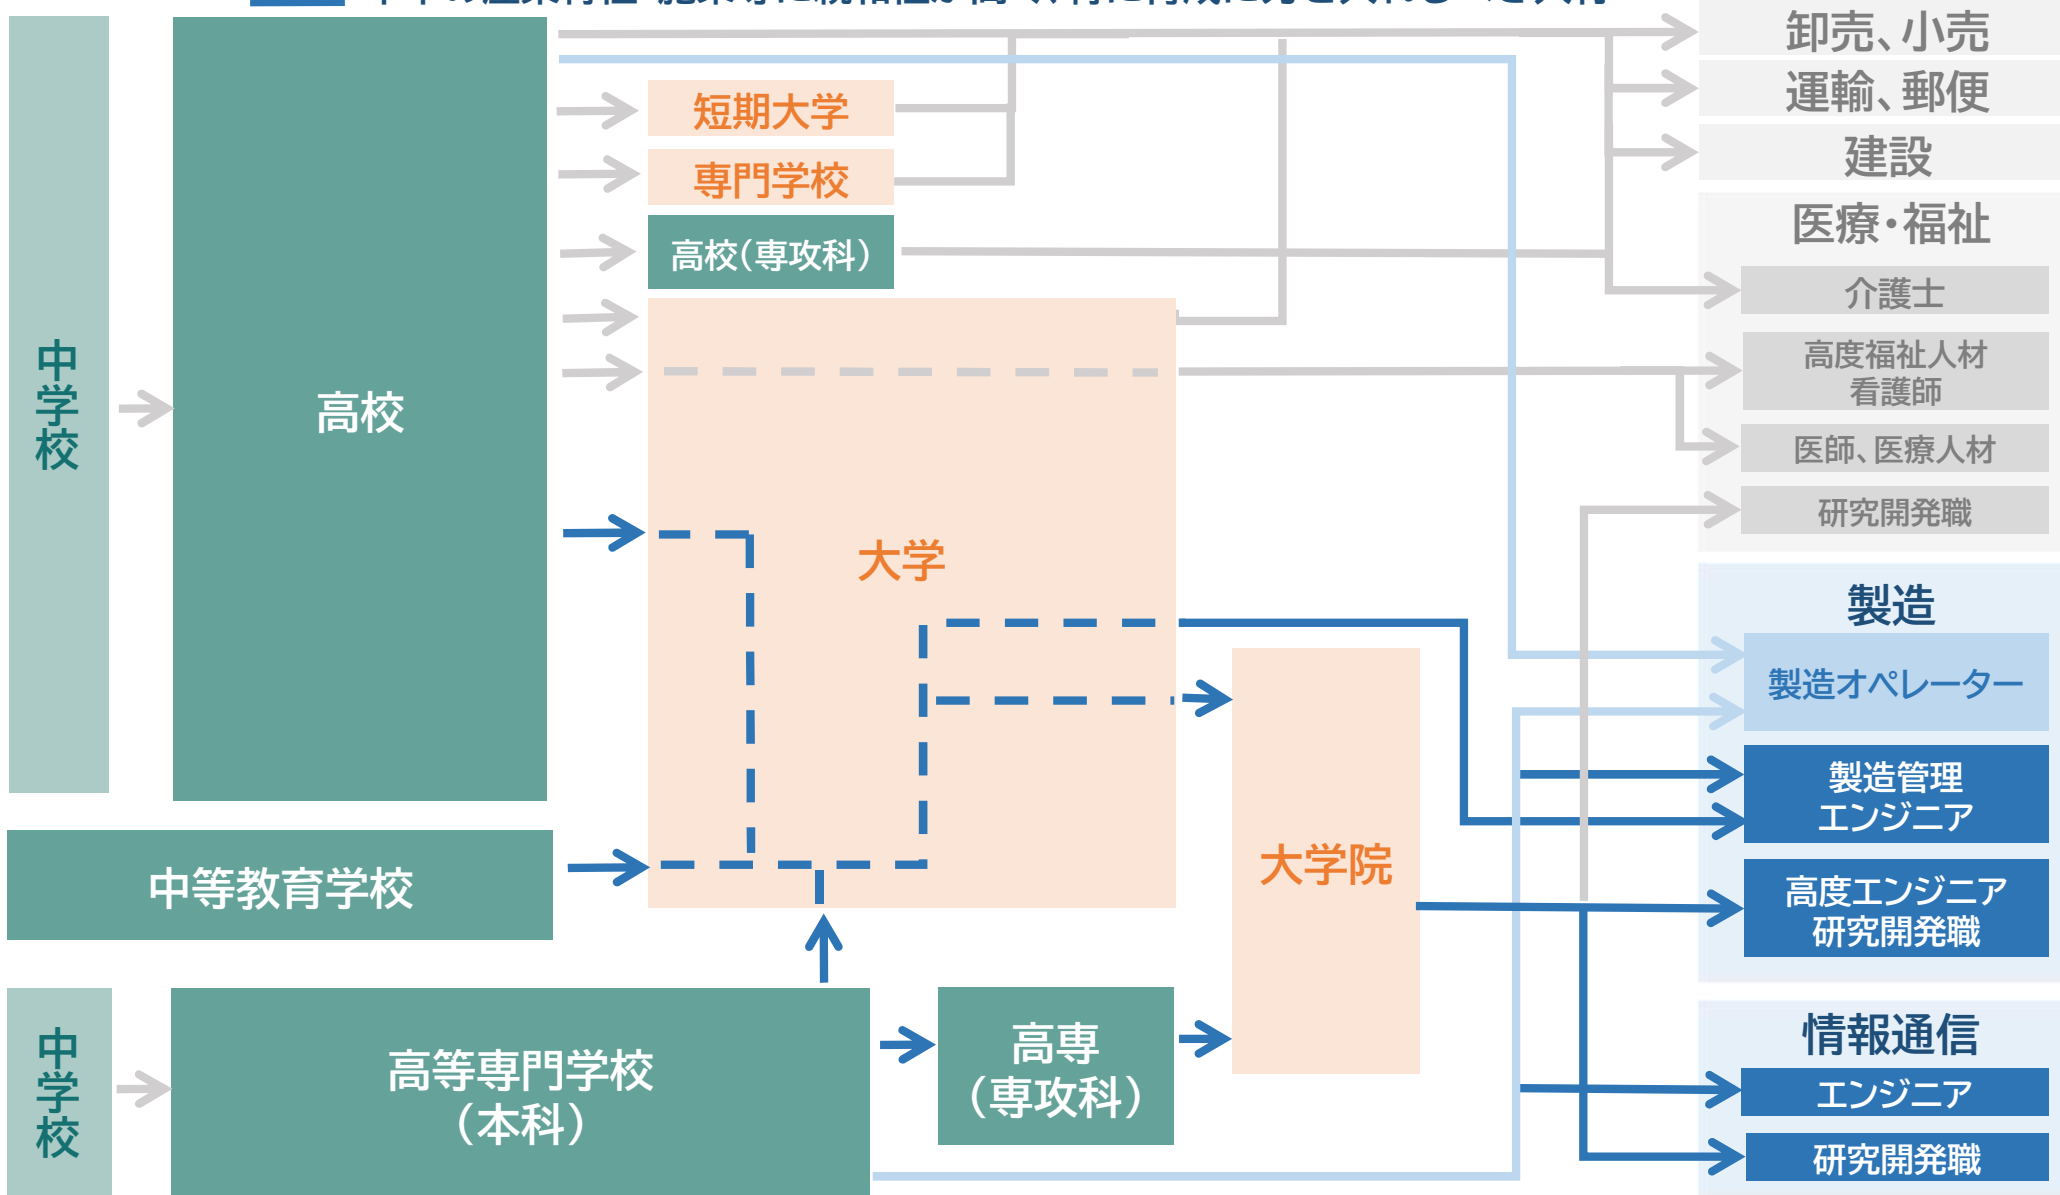 卸売、小売
運輸、郵便
建設
医療・福祉
介護士
高度福祉人材
看護師
医師、医療人材
研究開発職
製造
製造オペレーター
製造管理
エンジニア
高度エンジニア
研究開発職
情報通信
エンジニア
研究開発職
中学校
高校
短期大学
専門学校
高校（専攻科）
大学
大学院
中等教育学校
中学校
高等専門学校
（本科）
高専
（専攻科）